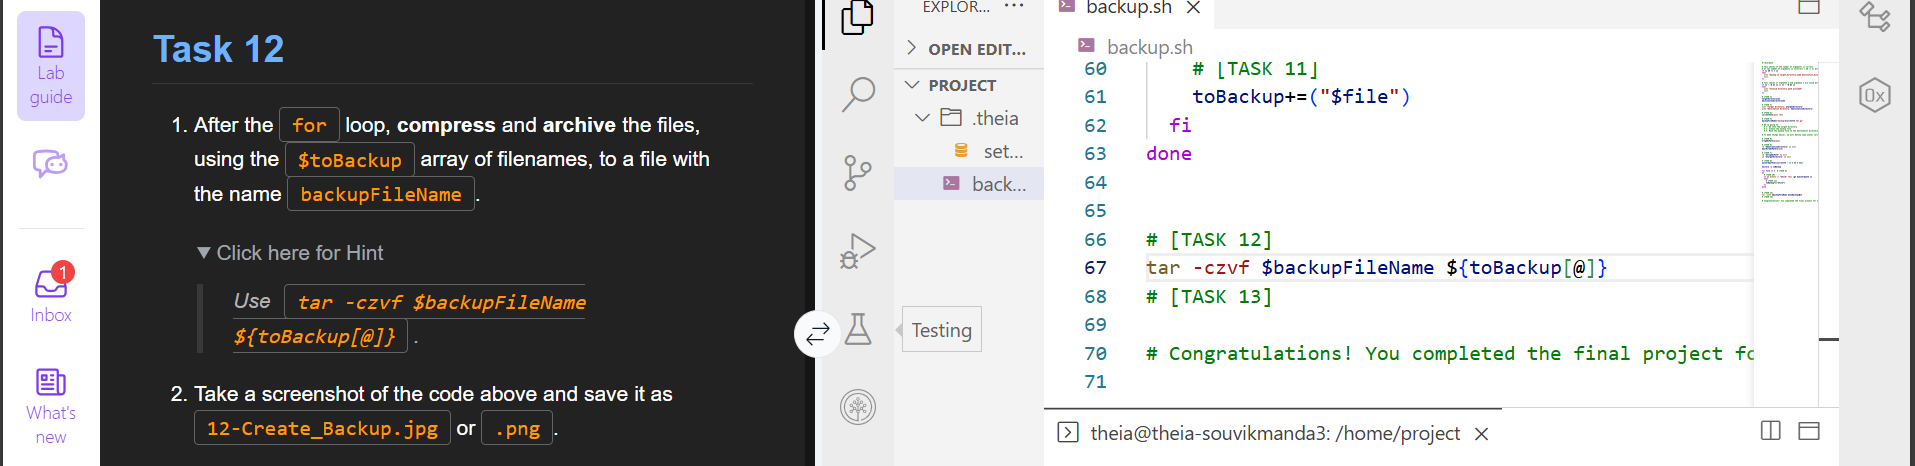 Lab
guide
Inbox
1
What's
new
Task 12
1. After the for loop, compress and archive the files,
using the $toBackup array of filenames, to a file with
the name backupFileName .
▼ Click here for Hint
Use tar -czvf $backupFileName
${toBackup[@]} .
2. Take a screenshot of the code above and save it as
12-Create_Backup.jpg or .png .
Testing
EXPLOR... ···
OPEN EDIT...
PROJECT
.theia
set...
back...
backup.sh
backup.sh
60 # [TASK 11]
61 toBackup+=("$file")
62 fi
63 done
64
65
66 # [TASK 12]
67 tar -czvf $backupFileName ${toBackup[@]}
68 # [TASK 13]
69
70 # Congratulations! You completed the final project fo
71
theia@theia-souvikmanda3: /home/project
0x